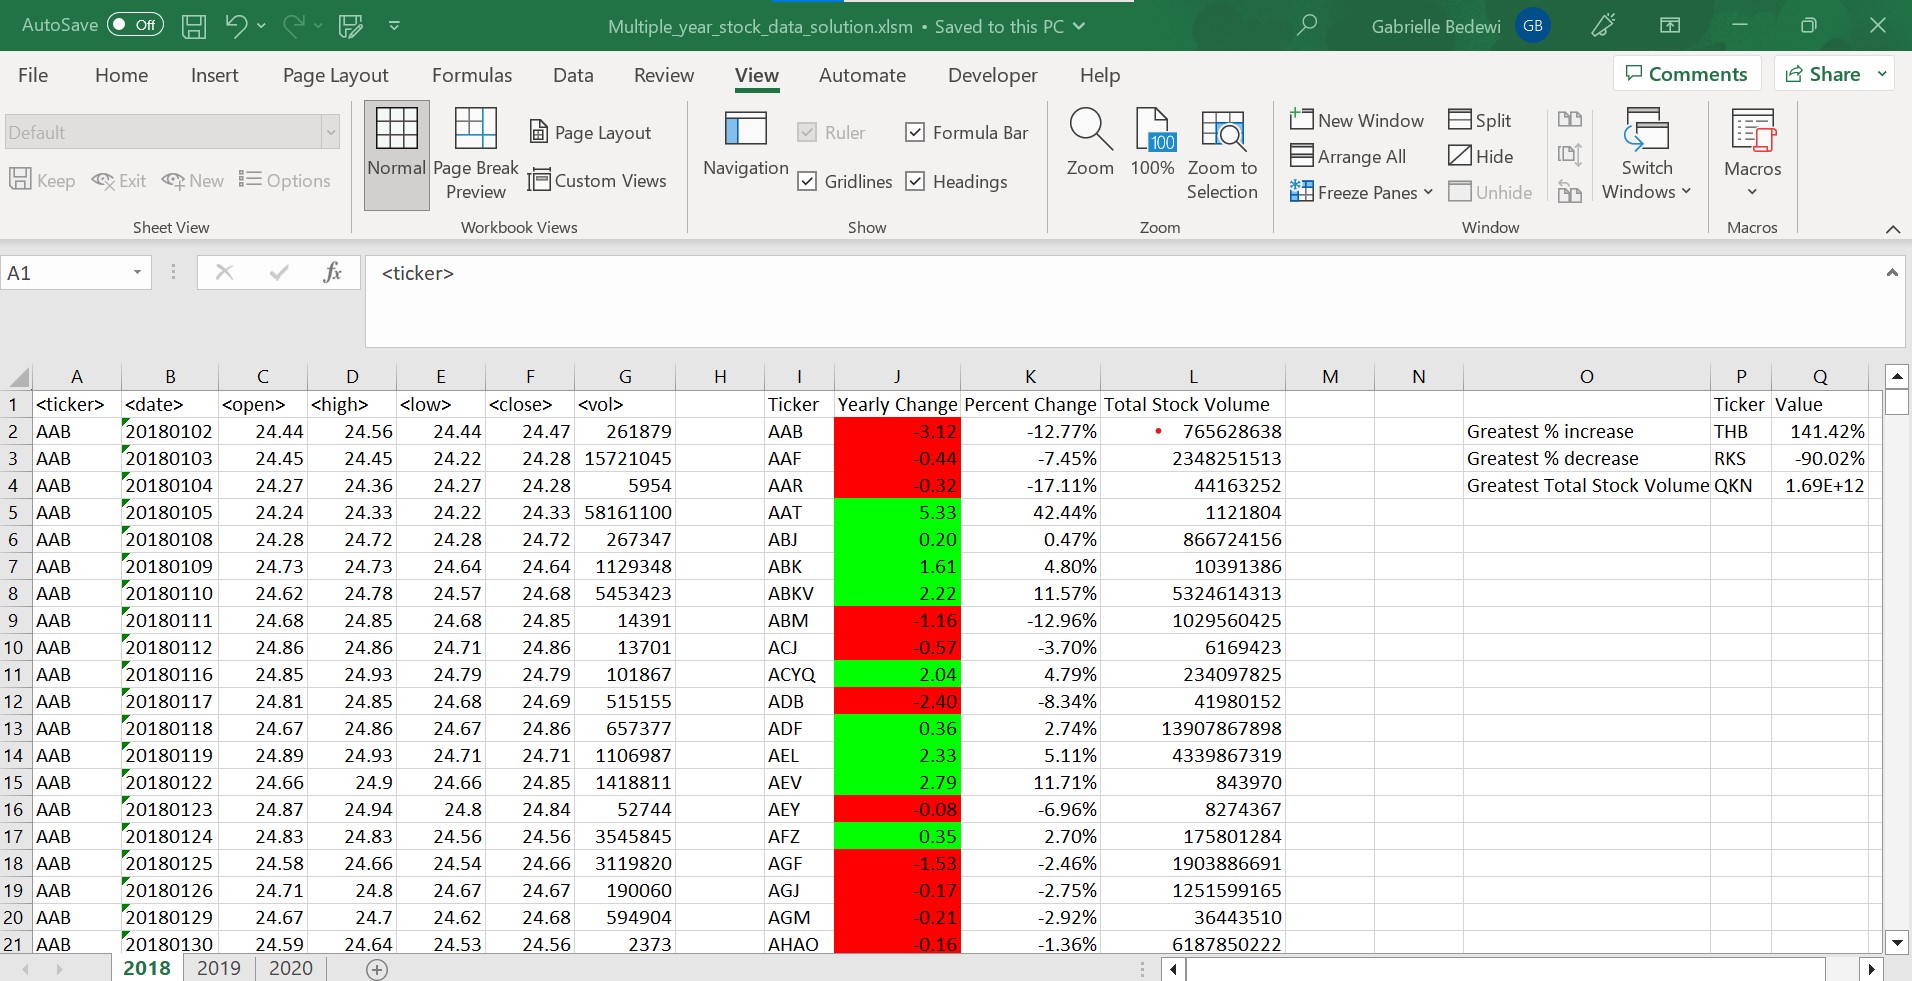 AutoSave Off Multiple_year_stock_data_solution.xlsm • Saved to this PC Gabrielle Bedewi GB
File Home Insert Page Layout Formulas Data Review View Automate Developer Help Comments Share
Default
Keep Exit New Options
Sheet View
Normal
Page Break Preview
Page Layout
Custom Views
Workbook Views
Navigation
Ruler Formula Bar
Gridlines Headings
Show
Zoom
100
100%
Zoom to Selection
Zoom
New Window Split
Arrange All Hide
Freeze Panes Unhide
Switch Windows
Window
Macros
Macros
A1 fx <ticker>
A B C D E F G H I J K L M N O P Q
1 <ticker> <date> <open> <high> <low> <close> <vol> Ticker Yearly Change Percent Change Total Stock Volume Ticker Value
2 AAB 20180102 24.44 24.56 24.44 24.47 261879 AAB -3.12 -12.77% 765628638 Greatest % increase THB 141.42%
3 AAB 20180103 24.45 24.45 24.22 24.28 15721045 AAF -0.44 -7.45% 2348251513 Greatest % decrease RKS -90.02%
4 AAB 20180104 24.27 24.36 24.27 24.28 5954 AAR -0.32 -17.11% 44163252 Greatest Total Stock Volume QKN 1.69E+12
5 AAB 20180105 24.24 24.33 24.22 24.33 58161100 AAT 5.33 42.44% 1121804
6 AAB 20180108 24.28 24.72 24.28 24.72 267347 ABJ 0.20 0.47% 866724156
7 AAB 20180109 24.73 24.73 24.64 24.64 1129348 ABK 1.61 4.80% 10391386
8 AAB 20180110 24.62 24.78 24.57 24.68 5453423 ABKV 2.22 11.57% 5324614313
9 AAB 20180111 24.68 24.85 24.68 24.85 14391 ABM -1.16 -12.96% 1029560425
10 AAB 20180112 24.86 24.86 24.71 24.86 13701 ACJ -0.57 -3.70% 6169423
11 AAB 20180116 24.85 24.93 24.79 24.79 101867 ACYQ 2.04 4.79% 234097825
12 AAB 20180117 24.81 24.85 24.68 24.69 515155 ADB -2.40 -8.34% 41980152
13 AAB 20180118 24.67 24.86 24.67 24.86 657377 ADF 0.36 2.74% 13907867898
14 AAB 20180119 24.89 24.93 24.71 24.71 1106987 AEL 2.33 5.11% 4339867319
15 AAB 20180122 24.66 24.9 24.66 24.85 1418811 AEV 2.79 11.71% 843970
16 AAB 20180123 24.87 24.94 24.8 24.84 52744 AEY -0.08 -6.96% 8274367
17 AAB 20180124 24.83 24.83 24.56 24.56 3545845 AFZ 0.35 2.70% 175801284
18 AAB 20180125 24.58 24.66 24.54 24.66 3119820 AGF -1.53 -2.46% 1903886691
19 AAB 20180126 24.71 24.8 24.67 24.67 190060 AGJ -0.17 -2.75% 1251599165
20 AAB 20180129 24.67 24.7 24.62 24.68 594904 AGM -0.21 -2.92% 36443510
21 AAB 20180130 24.59 24.64 24.53 24.56 2373 AHAO -0.16 -1.36% 6187850222
2018 2019 2020